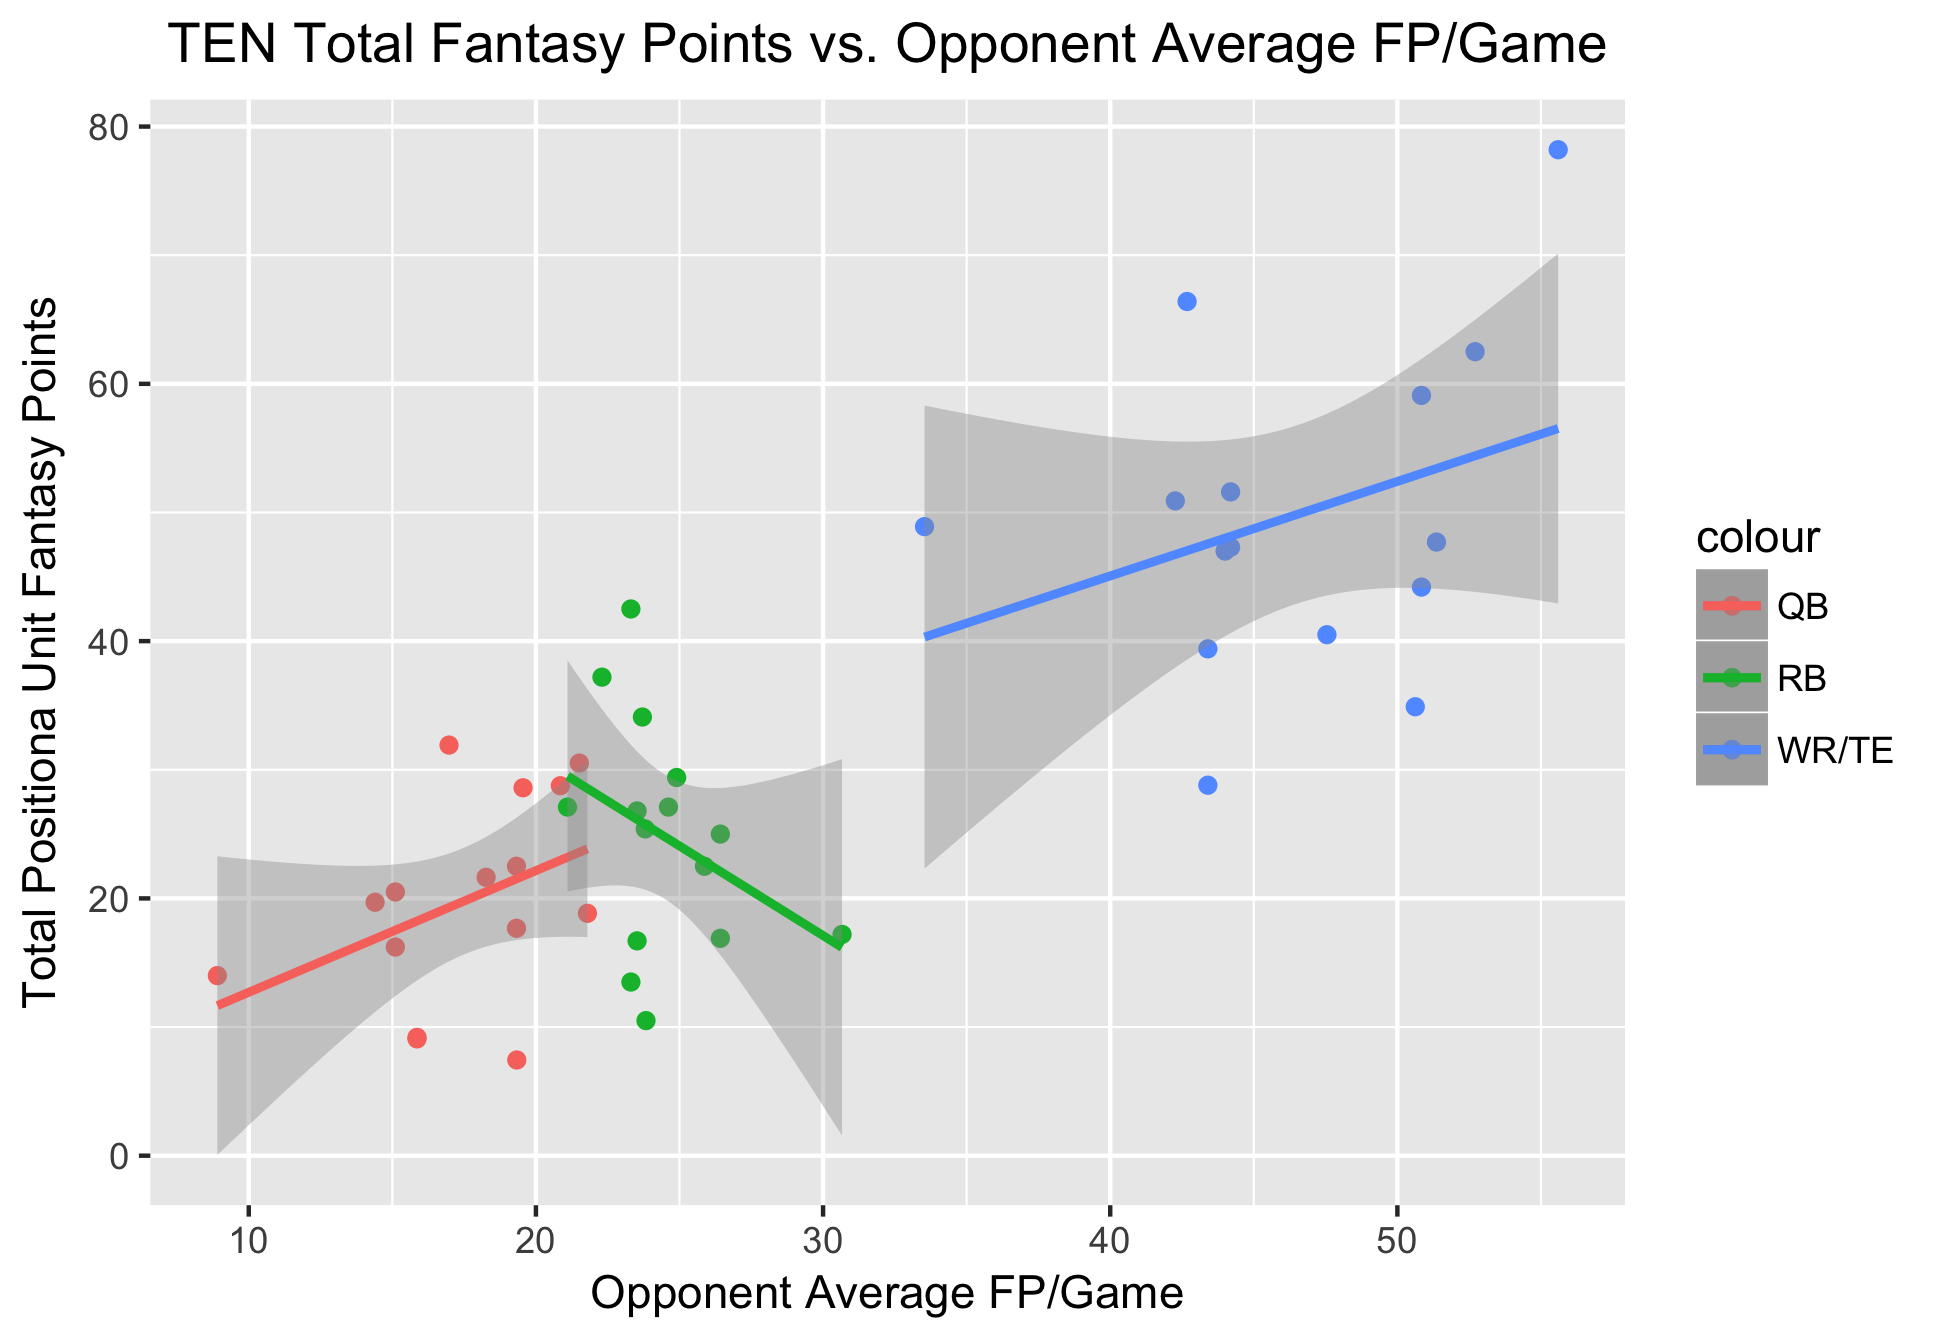 TEN Total Fantasy Points vs. Opponent Average FP/Game
Total Positiona Unit Fantasy Points
80
60
40
20
0
10 20 30 40 50
Opponent Average FP/Game
colour
QB
RB
WR/TE